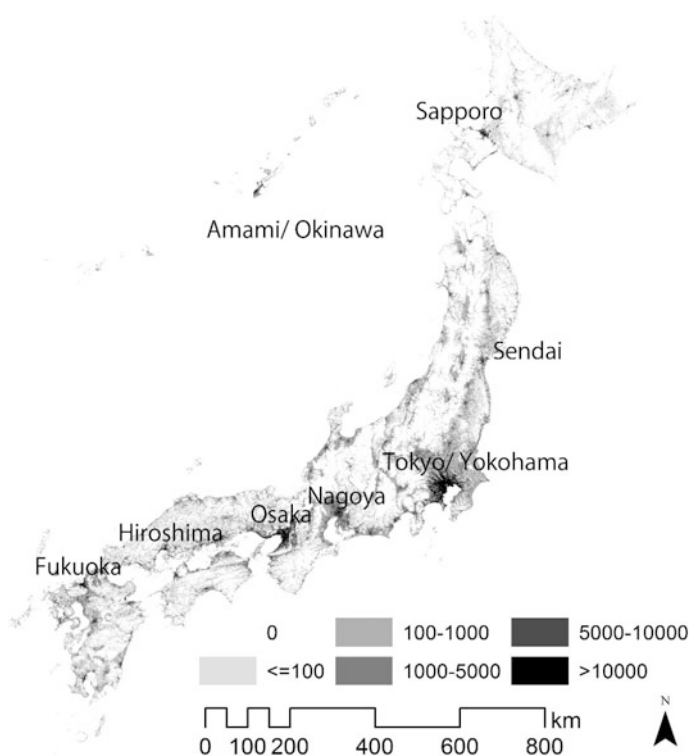 Sapporo
Amami/ Okinawa
Sendai
Tokyo/ Yokohama
Nagoya
Osaka
Hiroshima
Fukuoka
0 100-1000 5000-10000
<=100 1000-5000 >10000
km
0 100 200 400 600 800
N